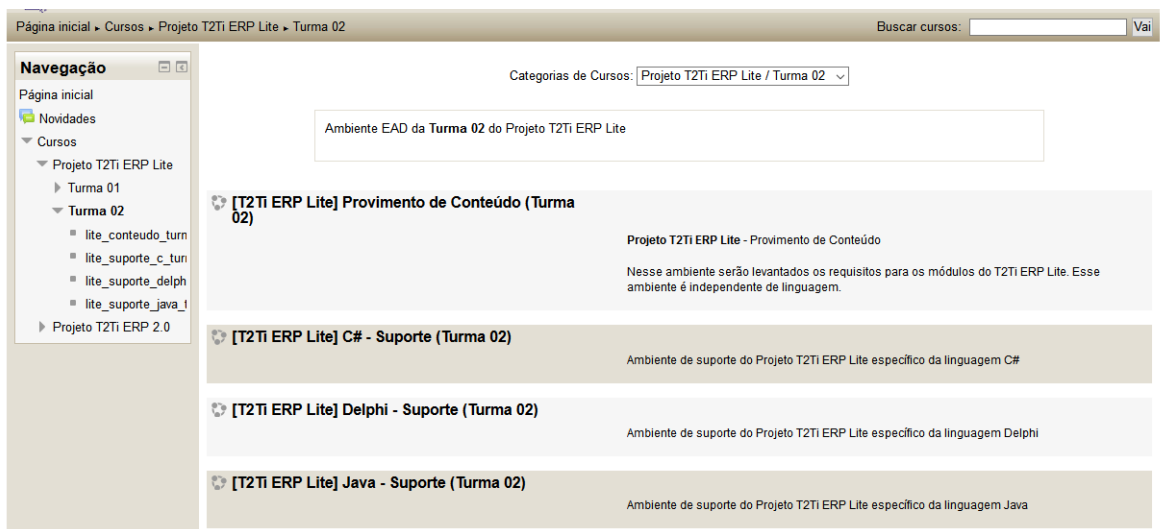 Página inicial ▸ Cursos ▸ Projeto T2Ti ERP Lite ▸ Turma 02
Buscar cursos:
Vai
Navegação
Página inicial
Novidades
Cursos
Projeto T2Ti ERP Lite
Turma 01
Turma 02
lite_conteudo_turn
lite_suporte_c_turi
lite_suporte_delph
lite_suporte_java_t
Projeto T2Ti ERP 2.0
Categorias de Cursos: Projeto T2Ti ERP Lite / Turma 02
Ambiente EAD da Turma 02 do Projeto T2Ti ERP Lite
[T2Ti ERP Lite] Provimento de Conteúdo (Turma
02)
Projeto T2Ti ERP Lite - Provimento de Conteúdo
Nesse ambiente serão levantados os requisitos para os módulos do T2Ti ERP Lite. Esse
ambiente é independente de linguagem.
[T2Ti ERP Lite] C# - Suporte (Turma 02)
Ambiente de suporte do Projeto T2Ti ERP Lite específico da linguagem C#
[T2Ti ERP Lite] Delphi - Suporte (Turma 02)
Ambiente de suporte do Projeto T2Ti ERP Lite específico da linguagem Delphi
[T2Ti ERP Lite] Java - Suporte (Turma 02)
Ambiente de suporte do Projeto T2Ti ERP Lite específico da linguagem Java